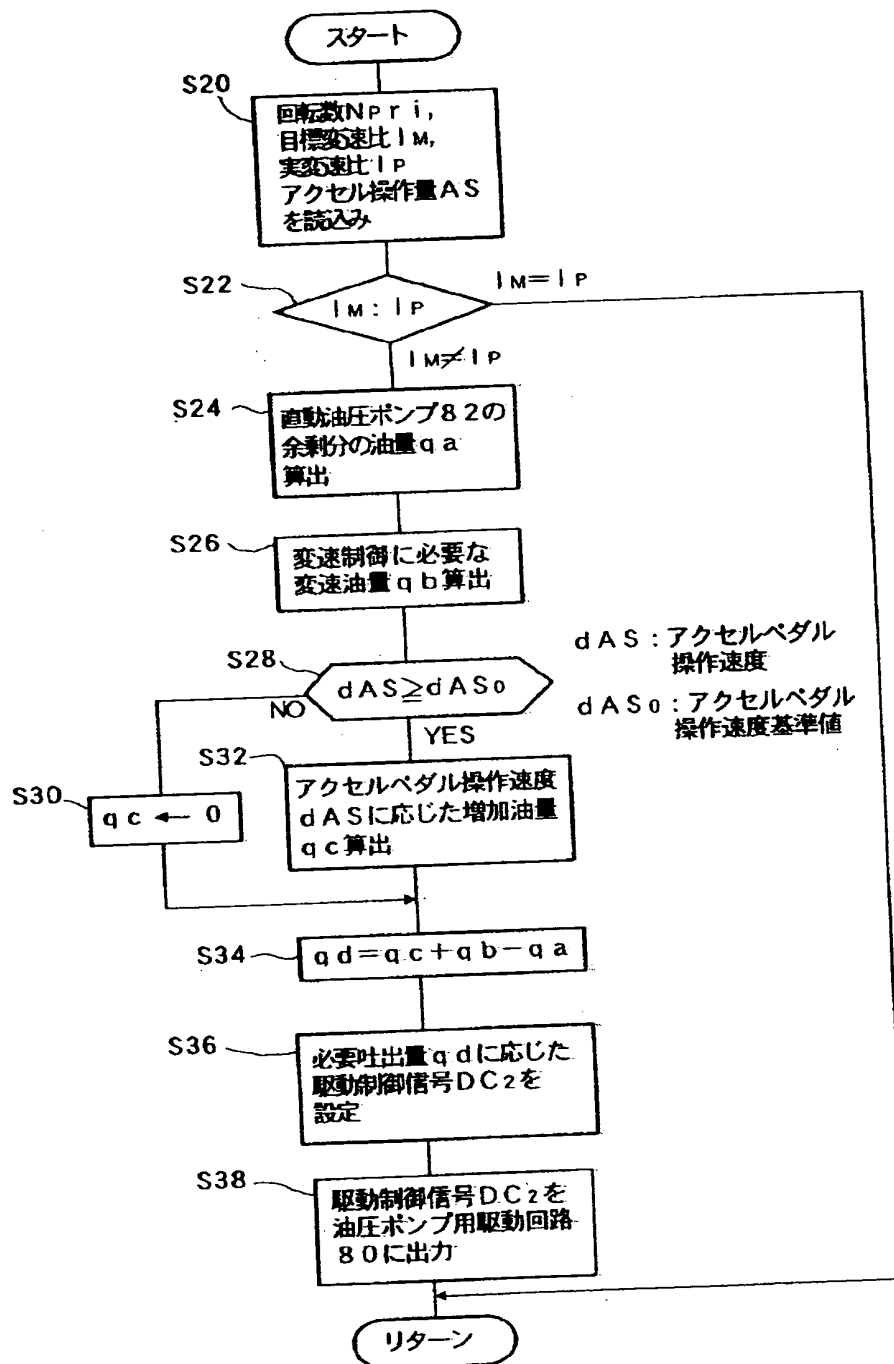 スタート
S20
回転数Npri,
目標変速比IM,
実変速比IP
アクセル操作量AS
を読込み
S22
IM:IP
IM=IP
IM≠IP
S24
直動油圧ポンプ82の
余剰分の油量qa
算出
S26
変速制御に必要な
変速油量qb算出
S28
dAS≧dAS0
NO
YES
dAS:アクセルペダル
操作速度
dAS0:アクセルペダル
操作速度基準値
S30
qc ← 0
S32
アクセルペダル操作速度
dASに応じた増加油量
qc算出
S34
qd=qc+qb-qa
S36
必要吐出量qdに応じた
駆動制御信号DC2を
設定
S38
駆動制御信号DC2を
油圧ポンプ用駆動回路
80に出力
リターン